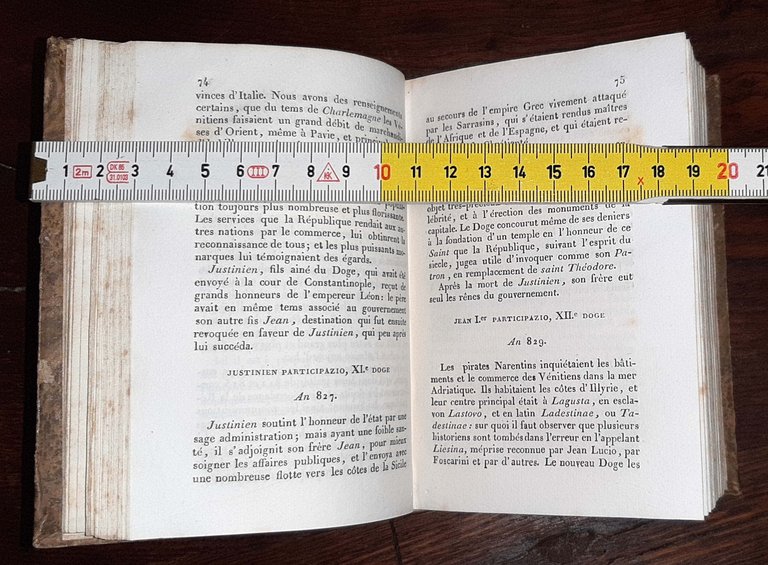 74
vinces d'Italie. Nous avons des renseignements
certains, que du tems de Charlemagne les Vé-
nitiens faisaient un grand débit de marchandi-
ses d'Orient, même à Pavie, et
1 2m 2 DK 85 31.0103 3 4 5 6 7 8 KK 9 10 11 12 13 14 15 16 17 x 18 19 20 21
tion toujours plus nombreuse et plus florissante.
Les services que la République rendait aux au-
tres nations par le commerce, lui obtinrent la
reconnaissance de tous; et les plus puissants mo-
narques lui témoignaient des égards.
Justinien, fils ainé du Doge, qui avait été
envoyé à la cour de Constantinople, reçut de
grands honneurs de l'empereur Léon: le père
avait en même tems associé au gouvernement
son autre fis Jean, destination qui fut ensuite
revoquée en faveur de Justinien, qui peu après
lui succéda.
JUSTINIEN PARTICIPAZIO, XI.e DOGE
An 827.
Justinien soutint l'honneur de l'état par une
sage administration; mais ayant une foible san-
té, il s'adjoignit son frère Jean, pour mieux
soigner les affaires publiques, et l'envoya avec
une nombreuse flotte vers les côtes de la Sicile
75
au secours de l'empire Grec vivement attaqué
par les Sarrasins, qui s'étaient rendus maîtres
de l'Afrique et de l'Espagne, et qui étaient re-
objet très-précieux
lébrité, et à l'érection des monuments de la
capitale. Le Doge concourut même de ses deniers
à la fondation d'un temple en l'honneur de ce
Saint que la République, suivant l'esprit du
siecle, jugea utile d'invoquer comme son Pa-
tron, en remplacement de saint Théodore.
Après la mort de Justinien, son frère eut
seul les rênes du gouvernement.
JEAN I.er PARTICIPAZIO, XII.e DOGE
An 829.
Les pirates Narentins inquiétaient les bâti-
ments et le commerce des Vénitiens dans la mer
Adriatique. Ils habitaient les côtes d'Illyrie, et
leur centre principal était à Lagusta, en escla-
von Lastovo, et en latin Ladestinae, ou Ta-
destinae: sur quoi il faut observer que plusieurs
historiens sont tombés dans l'erreur en l'appelant
Liesina, méprise reconnue par Jean Lucio, par
Foscarini et par d'autres. Le nouveau Doge les